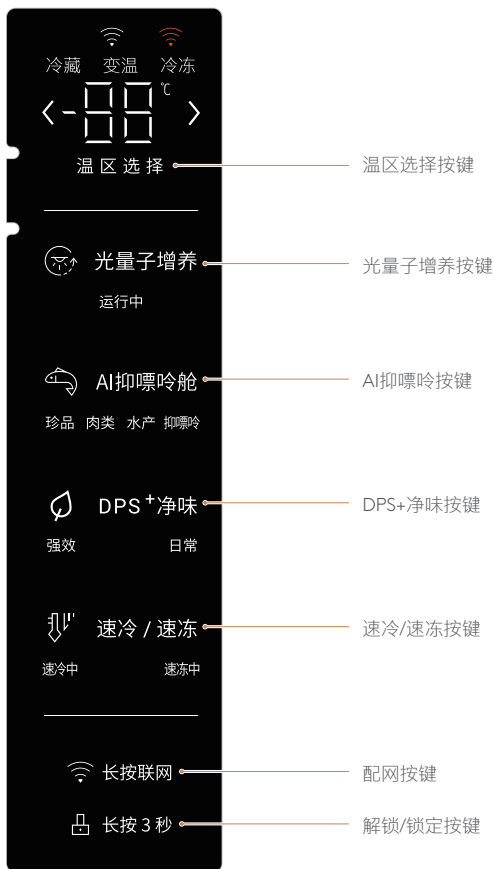 冷藏 变温 冷冻
-88℃
温区选择
温区选择按键
光量子增养
光量子增养按键
运行中
AI抑嘌呤舱
AI抑嘌呤按键
珍品 肉类 水产 抑嘌呤
DPS+净味
DPS+净味按键
强效 日常
速冷 / 速冻
速冷/速冻按键
速冷中 速冻中
长按联网
配网按键
长按 3 秒
解锁/锁定按键